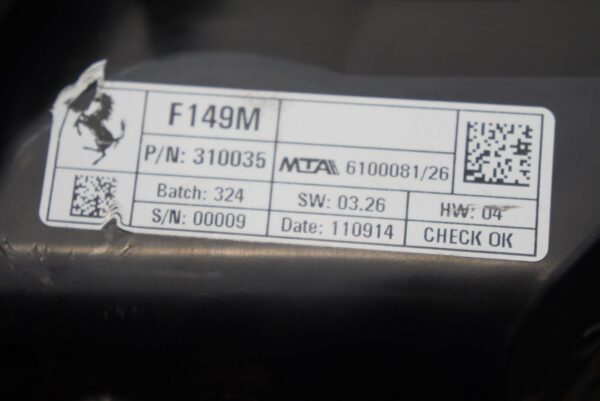 F149M
P/N: 310035
MTA 6100081/26
Batch: 324
SW: 03.26
HW: 04
S/N: 00009
Date: 110914
CHECK OK